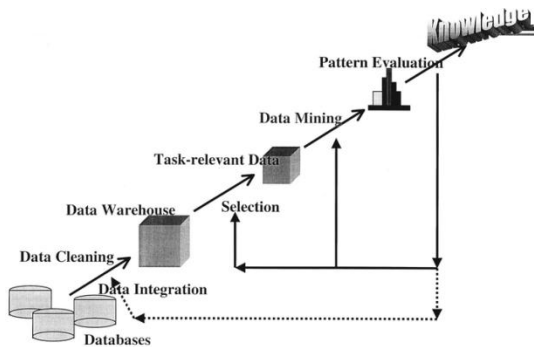 Knowledge
Pattern Evaluation
Data Mining
Task-relevant Data
Data Warehouse
Selection
Data Cleaning
Data Integration
Databases